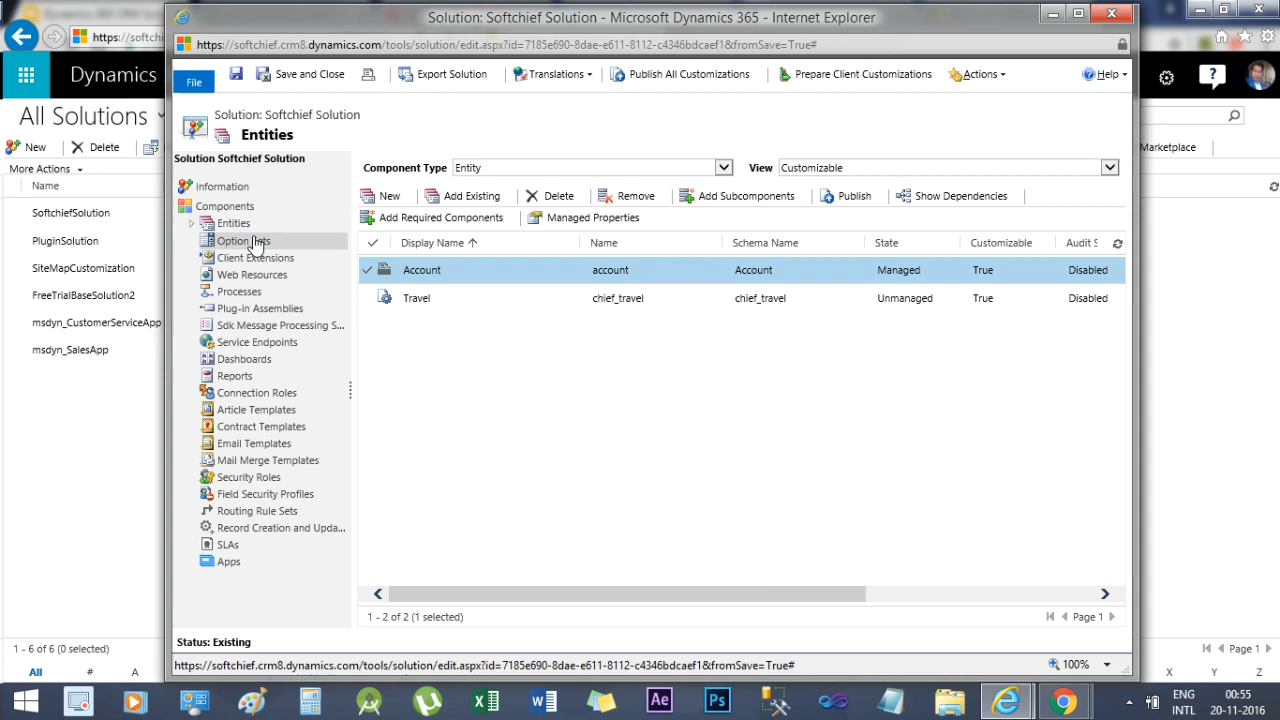 Solution: Softchief Solution - Microsoft Dynamics 365 - Internet Explorer
https://softchief.crm8.dynamics.com/tools/solution/edit.aspx?id=7185e690-8dae-e611-8112-c4346bdcaef1&fromSave=True#
https://softchi
Dynamics
File
Save and Close
Export Solution
Translations
Publish All Customizations
Prepare Client Customizations
Actions
Help
All Solutions
New
Delete
More Actions
Name
SoftchiefSolution
PluginSolution
SiteMapCustomization
FreeTrialBaseSolution2
msdyn_CustomerServiceApp
msdyn_SalesApp
1 - 6 of 6 (0 selected)
All
#
A
Solution: Softchief Solution
Entities
Solution Softchief Solution
Information
Components
Entities
Client Extensions
Web Resources
Processes
Plug-in Assemblies
Sdk Message Processing S...
Service Endpoints
Dashboards
Reports
Connection Roles
Article Templates
Contract Templates
Email Templates
Mail Merge Templates
Security Roles
Field Security Profiles
Routing Rule Sets
Record Creation and Upda...
SLAs
Apps
Component Type Entity
View Customizable
New
Add Existing
Delete
Remove
Add Subcomponents
Publish
Show Dependencies
Add Required Components
Managed Properties
Display Name Name Schema Name State Customizable Audit S
Account account Account Managed True Disabled
Travel chief_travel chief_travel Unmanaged True Disabled
1 - 2 of 2 (1 selected)
Page 1
Status: Existing
https://softchief.crm8.dynamics.com/tools/solution/edit.aspx?id=7185e690-8dae-e611-8112-c4346bdcaef1&fromSave=True#
100%
Marketplace
Page 1
X
Y
Z
Ae
Ps
ENG
INTL
00:55
20-11-2016